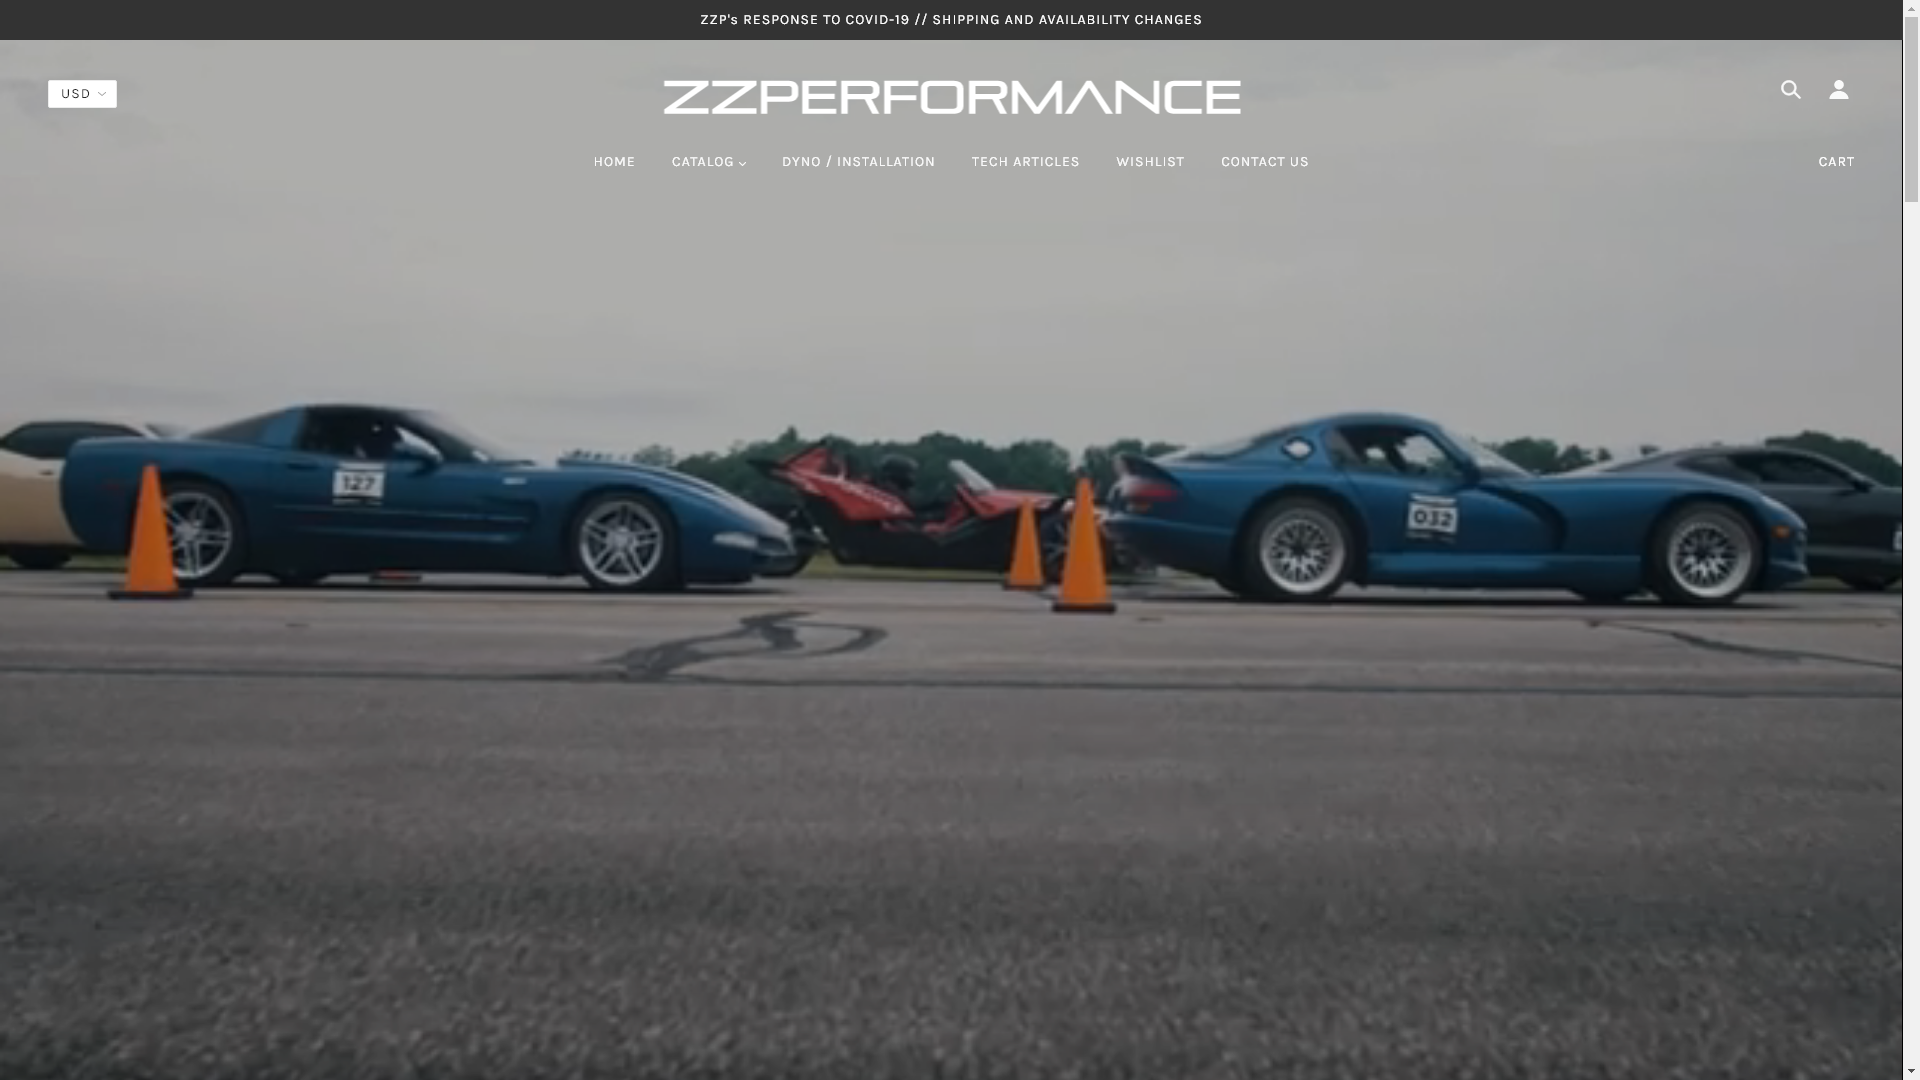 ZZP's RESPONSE TO COVID-19 // SHIPPING AND AVAILABILITY CHANGES
USD
ZZPERFORMANCE
HOME CATALOG DYNO / INSTALLATION TECH ARTICLES WISHLIST CONTACT US CART
127
032